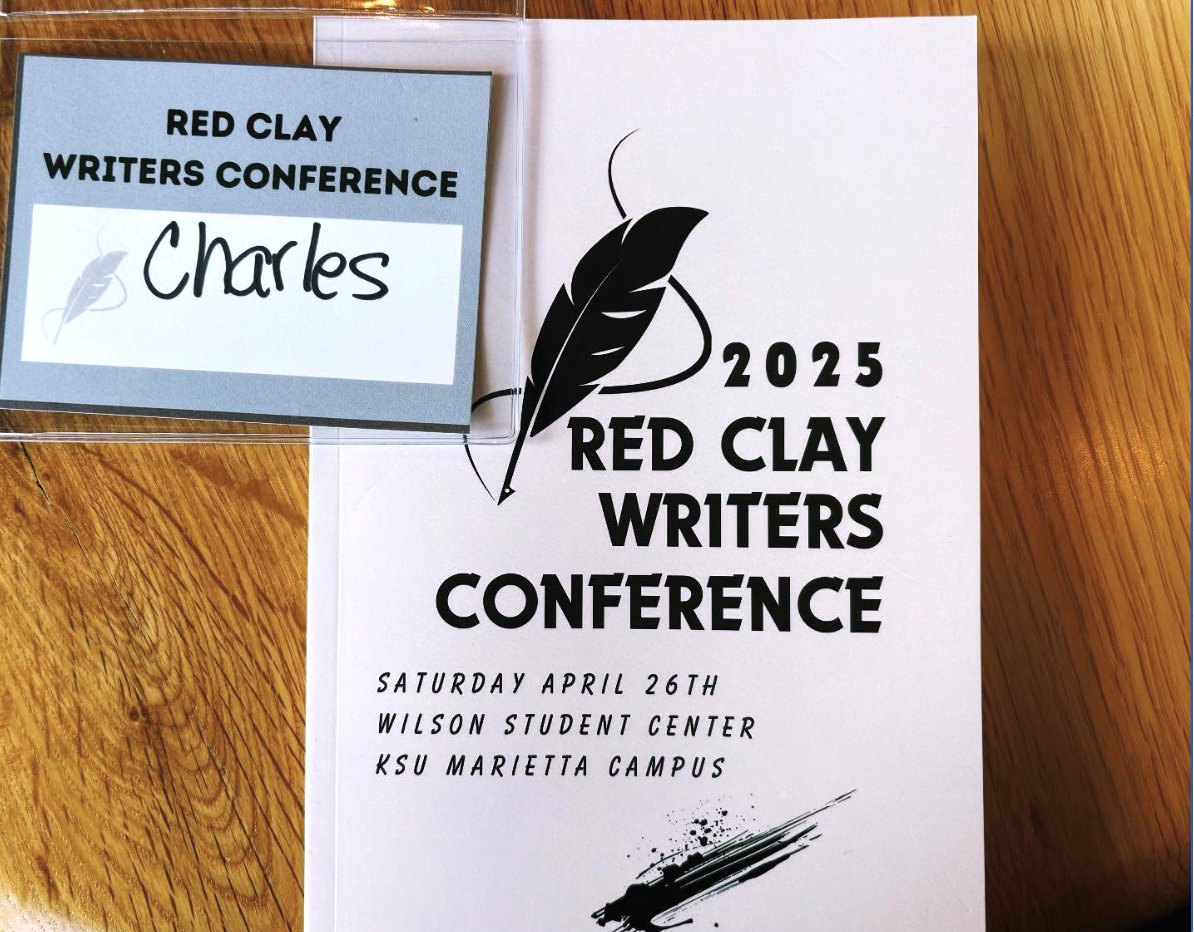 RED CLAY
WRITERS CONFERENCE
Charles
2025
RED CLAY
WRITERS
CONFERENCE
SATURDAY APRIL 26TH
WILSON STUDENT CENTER
KSU MARIETTA CAMPUS